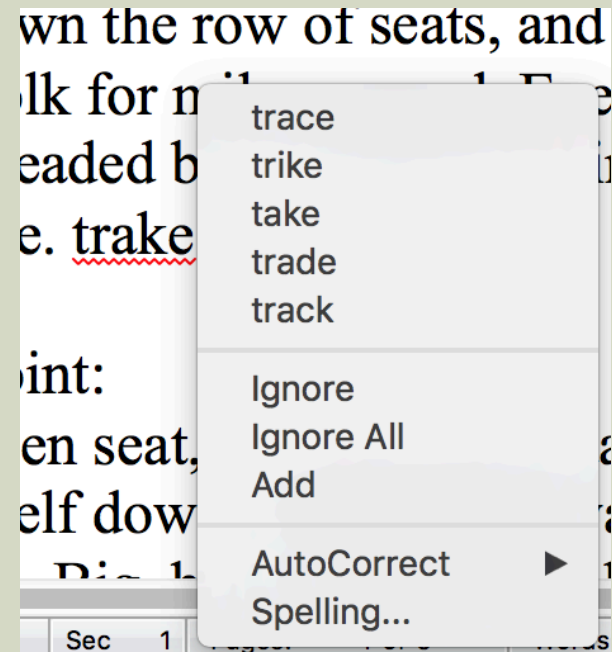 wn the row of seats, and
lk for
trace
eaded b
trike
take
e. trake
trade
track
int:
Ignore
en seat,
Ignore All
Add
elf dow
AutoCorrect
Spelling...
Sec 1